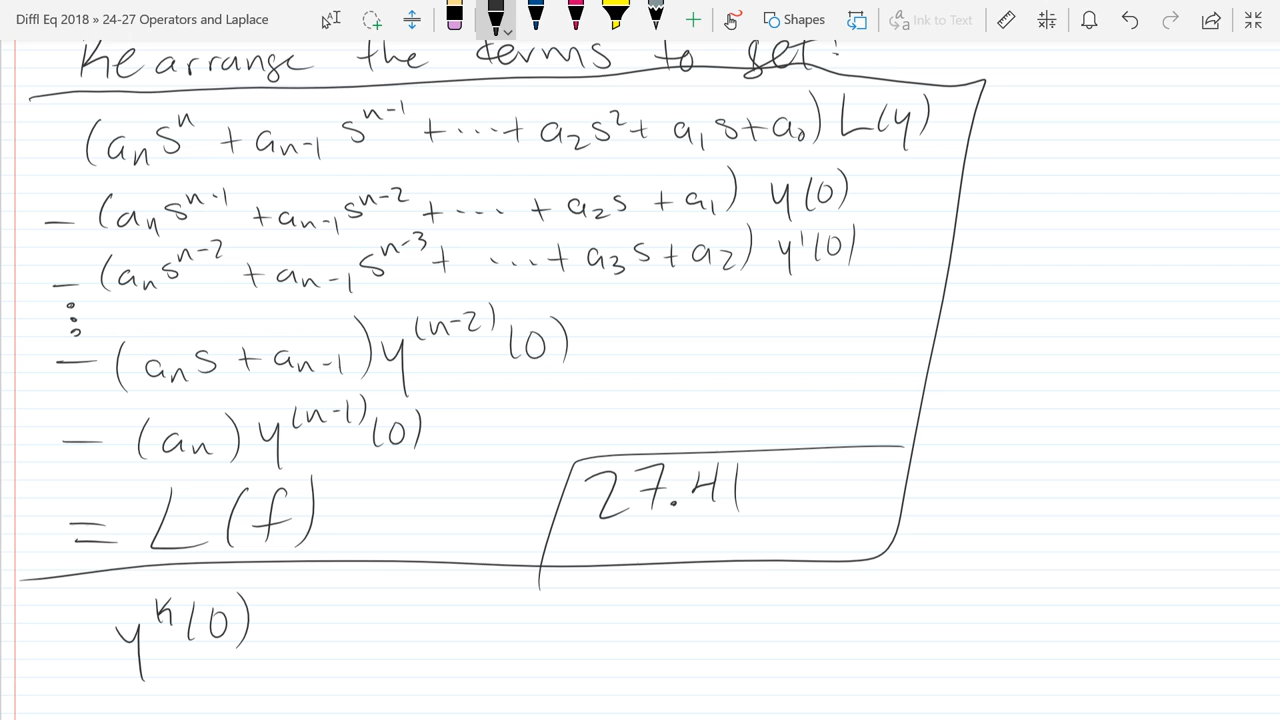 Diffl Eq 2018 » 24-27 Operators and Laplace
Shapes
Ink to Text
Rearrange the terms to get:
(aₙsⁿ + aₙ₋₁ sⁿ⁻¹ + ... + a₂s² + a₁s + a₀) L(y)
− (aₙsⁿ⁻¹ + aₙ₋₁sⁿ⁻² + ... + a₂s + a₁) y(0)
− (aₙsⁿ⁻² + aₙ₋₁sⁿ⁻³ + ... + a₃s + a₂) y'(0)
⋮
− (aₙs + aₙ₋₁) y⁽ⁿ⁻²⁾(0)
− (aₙ) y⁽ⁿ⁻¹⁾(0)
= L(f)
27.41
yᵏ(0)